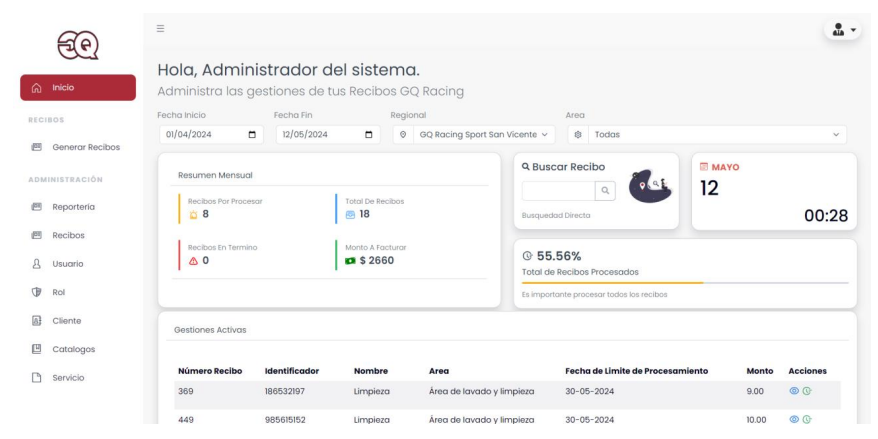 GQ
Inicio
RECIBOS
Generar Recibos
ADMINISTRACIÓN
Reporteria
Recibos
Usuario
Rol
Cliente
Catalogos
Servicio
Hola, Administrador del sistema.
Administra las gestiones de tus Recibos GQ Racing
Fecha Inicio Fecha Fin Regional Area
01/04/2024 12/05/2024 GQ Racing Sport San Vicente Todas
Resumen Mensual
Recibos Por Procesar Total De Recibos
8 18
Recibos En Termino Monto A Facturar
0 $ 2660
Buscar Recibo
Busquedad Directa
MAYO
12
00:28
55.56%
Total de Recibos Procesados
Es importante procesar todos los recibos
Gestiones Activas
Número Recibo Identificador Nombre Area Fecha de Limite de Procesamiento Monto Acciones
369 186532197 Limpieza Área de lavado y limpieza 30-05-2024 9.00
449 985615152 Limpieza Área de lavado y limpieza 30-05-2024 10.00